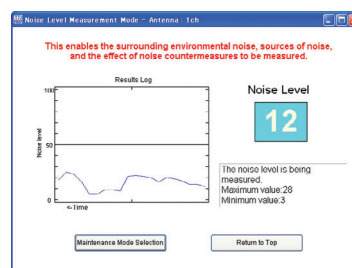 Noise Level Measurement Mode - Antenna : 1ch
This enables the surrounding environmental noise, sources of noise,
and the effect of noise countermeasures to be measured.
Results Log
Noise Level
100
50
0
Noise level
<-Time
12
The noise level is being
measured.
Maximum value:28
Minimum value:3
Maintenance Mode Selection
Return to Top